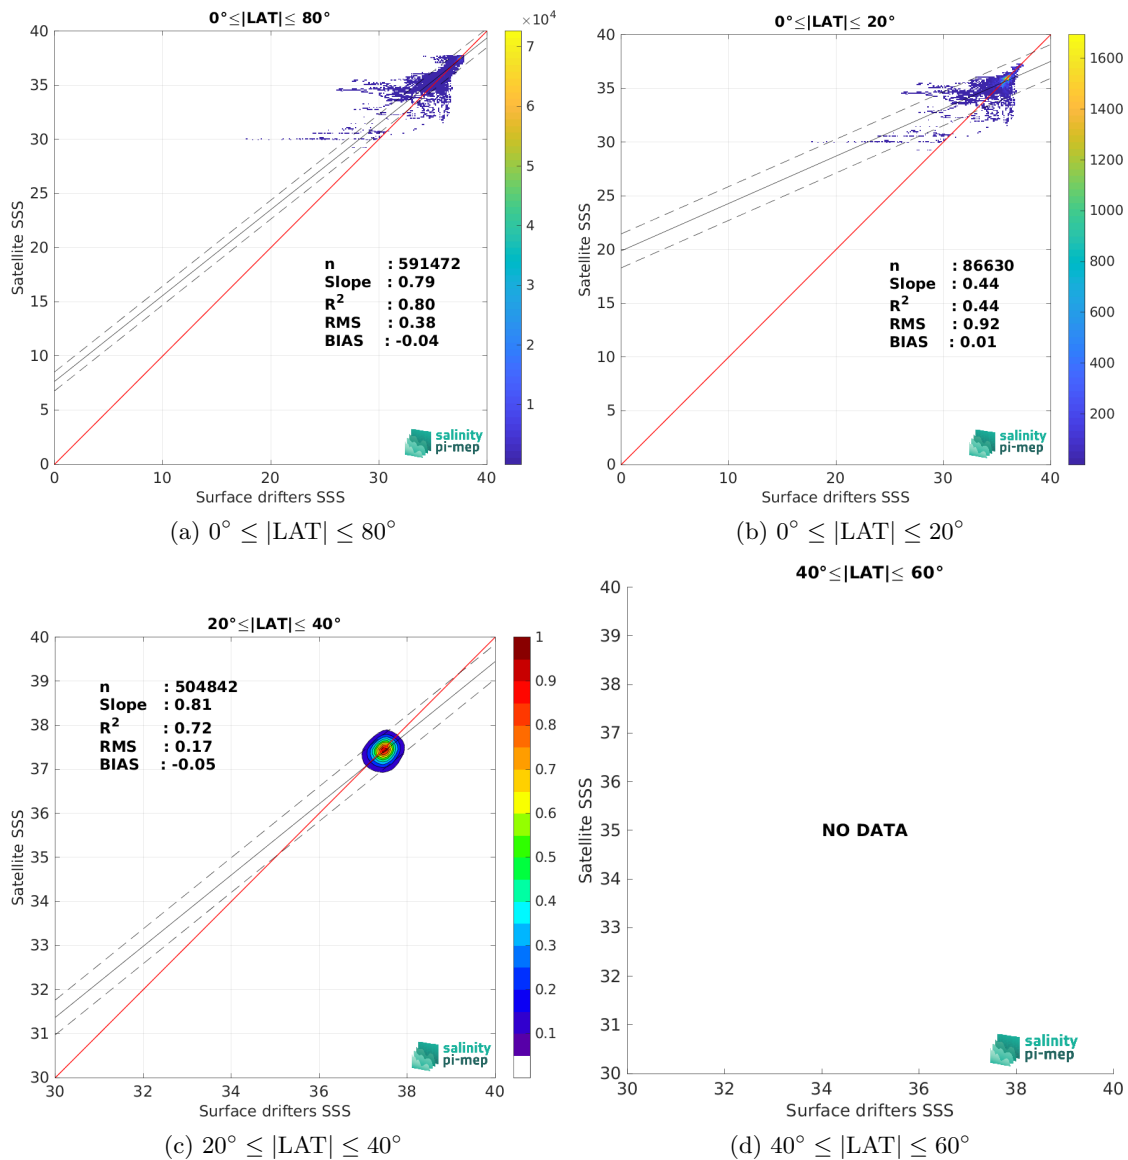 0°≤|LAT|≤ 80°
×10⁴
40
35
30
25
20
15
10
5
0
Satellite SSS
n : 591472
Slope : 0.79
R² : 0.80
RMS : 0.38
BIAS : -0.04
salinity
pi-mep
0 10 20 30 40
Surface drifters SSS
7
6
5
4
3
2
1
(a) 0° ≤ |LAT| ≤ 80°
0°≤|LAT|≤ 20°
40
35
30
25
20
15
10
5
0
Satellite SSS
n : 86630
Slope : 0.44
R² : 0.44
RMS : 0.92
BIAS : 0.01
salinity
pi-mep
0 10 20 30 40
Surface drifters SSS
1600
1400
1200
1000
800
600
400
200
(b) 0° ≤ |LAT| ≤ 20°
20°≤|LAT|≤ 40°
40
39
38
37
36
35
34
33
32
31
30
Satellite SSS
n : 504842
Slope : 0.81
R² : 0.72
RMS : 0.17
BIAS : -0.05
salinity
pi-mep
30 32 34 36 38 40
Surface drifters SSS
1
0.9
0.8
0.7
0.6
0.5
0.4
0.3
0.2
0.1
(c) 20° ≤ |LAT| ≤ 40°
40°≤|LAT|≤ 60°
40
39
38
37
36
35
34
33
32
31
30
Satellite SSS
NO DATA
salinity
pi-mep
30 32 34 36 38 40
Surface drifters SSS
(d) 40° ≤ |LAT| ≤ 60°